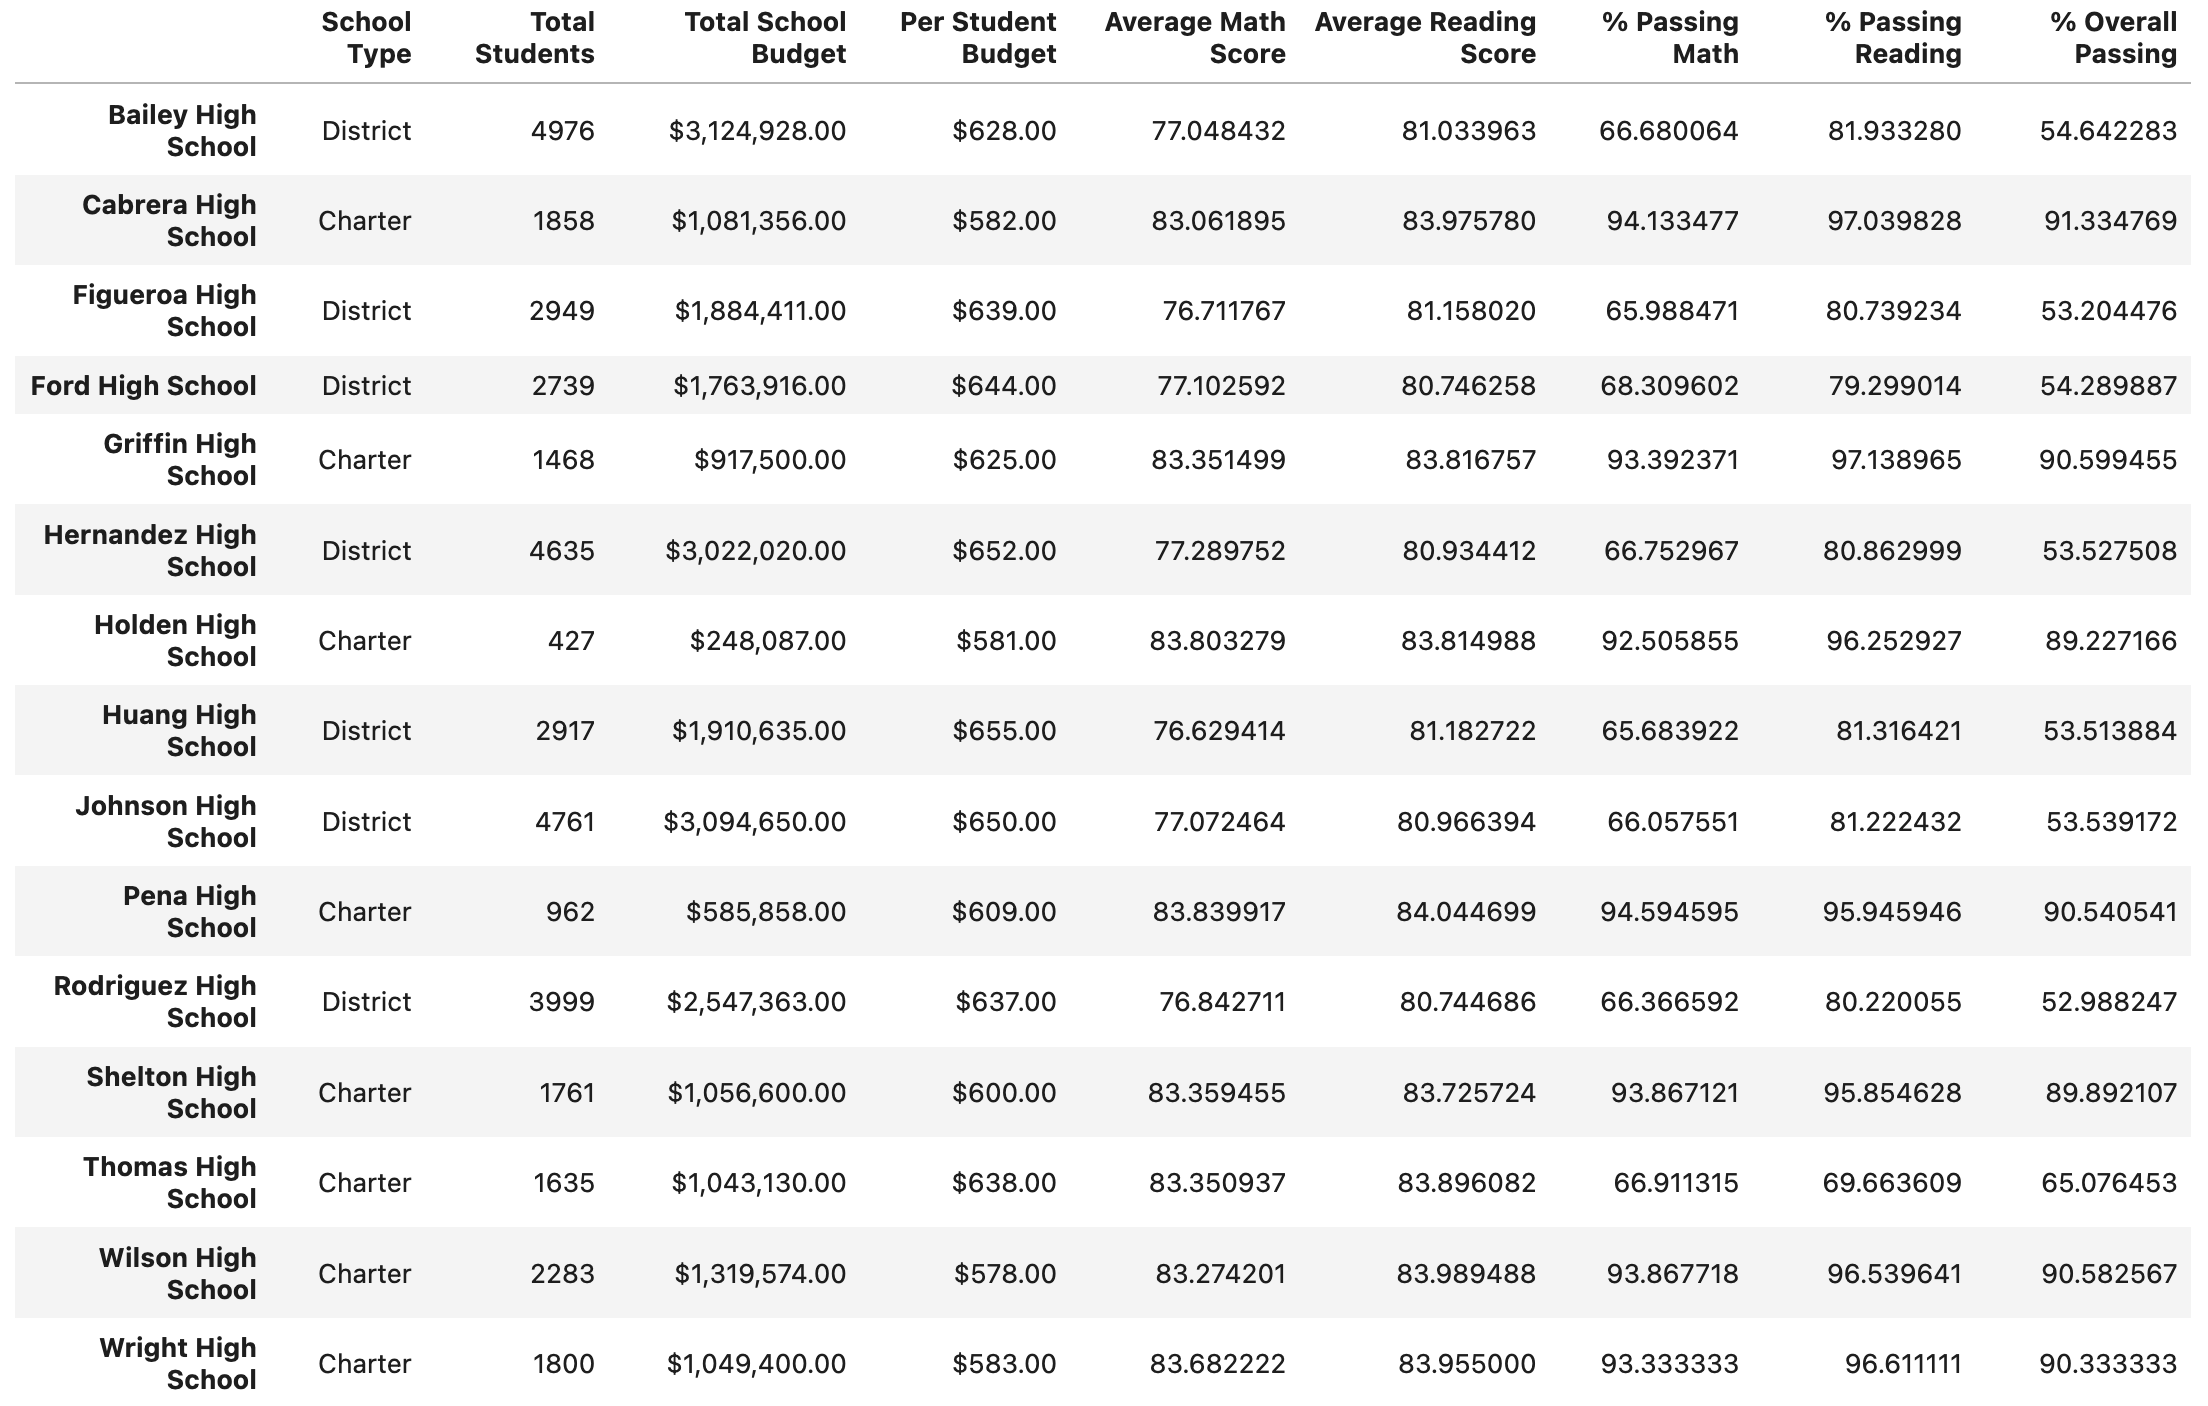 School Type Total Students Total School Budget Per Student Budget Average Math Score Average Reading Score % Passing Math % Passing Reading % Overall Passing
Bailey High School District 4976 $3,124,928.00 $628.00 77.048432 81.033963 66.680064 81.933280 54.642283
Cabrera High School Charter 1858 $1,081,356.00 $582.00 83.061895 83.975780 94.133477 97.039828 91.334769
Figueroa High School District 2949 $1,884,411.00 $639.00 76.711767 81.158020 65.988471 80.739234 53.204476
Ford High School District 2739 $1,763,916.00 $644.00 77.102592 80.746258 68.309602 79.299014 54.289887
Griffin High School Charter 1468 $917,500.00 $625.00 83.351499 83.816757 93.392371 97.138965 90.599455
Hernandez High School District 4635 $3,022,020.00 $652.00 77.289752 80.934412 66.752967 80.862999 53.527508
Holden High School Charter 427 $248,087.00 $581.00 83.803279 83.814988 92.505855 96.252927 89.227166
Huang High School District 2917 $1,910,635.00 $655.00 76.629414 81.182722 65.683922 81.316421 53.513884
Johnson High School District 4761 $3,094,650.00 $650.00 77.072464 80.966394 66.057551 81.222432 53.539172
Pena High School Charter 962 $585,858.00 $609.00 83.839917 84.044699 94.594595 95.945946 90.540541
Rodriguez High School District 3999 $2,547,363.00 $637.00 76.842711 80.744686 66.366592 80.220055 52.988247
Shelton High School Charter 1761 $1,056,600.00 $600.00 83.359455 83.725724 93.867121 95.854628 89.892107
Thomas High School Charter 1635 $1,043,130.00 $638.00 83.350937 83.896082 66.911315 69.663609 65.076453
Wilson High School Charter 2283 $1,319,574.00 $578.00 83.274201 83.989488 93.867718 96.539641 90.582567
Wright High School Charter 1800 $1,049,400.00 $583.00 83.682222 83.955000 93.333333 96.611111 90.333333